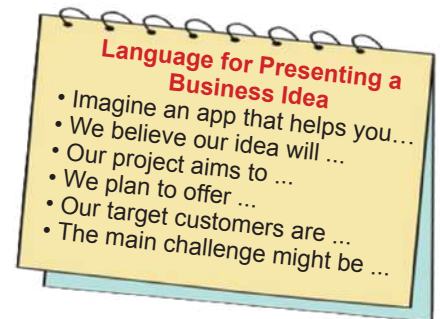 Language for Presenting a
Business Idea
• Imagine an app that helps you…
• We believe our idea will ...
• Our project aims to ...
• We plan to offer ...
• Our target customers are ...
• The main challenge might be ...